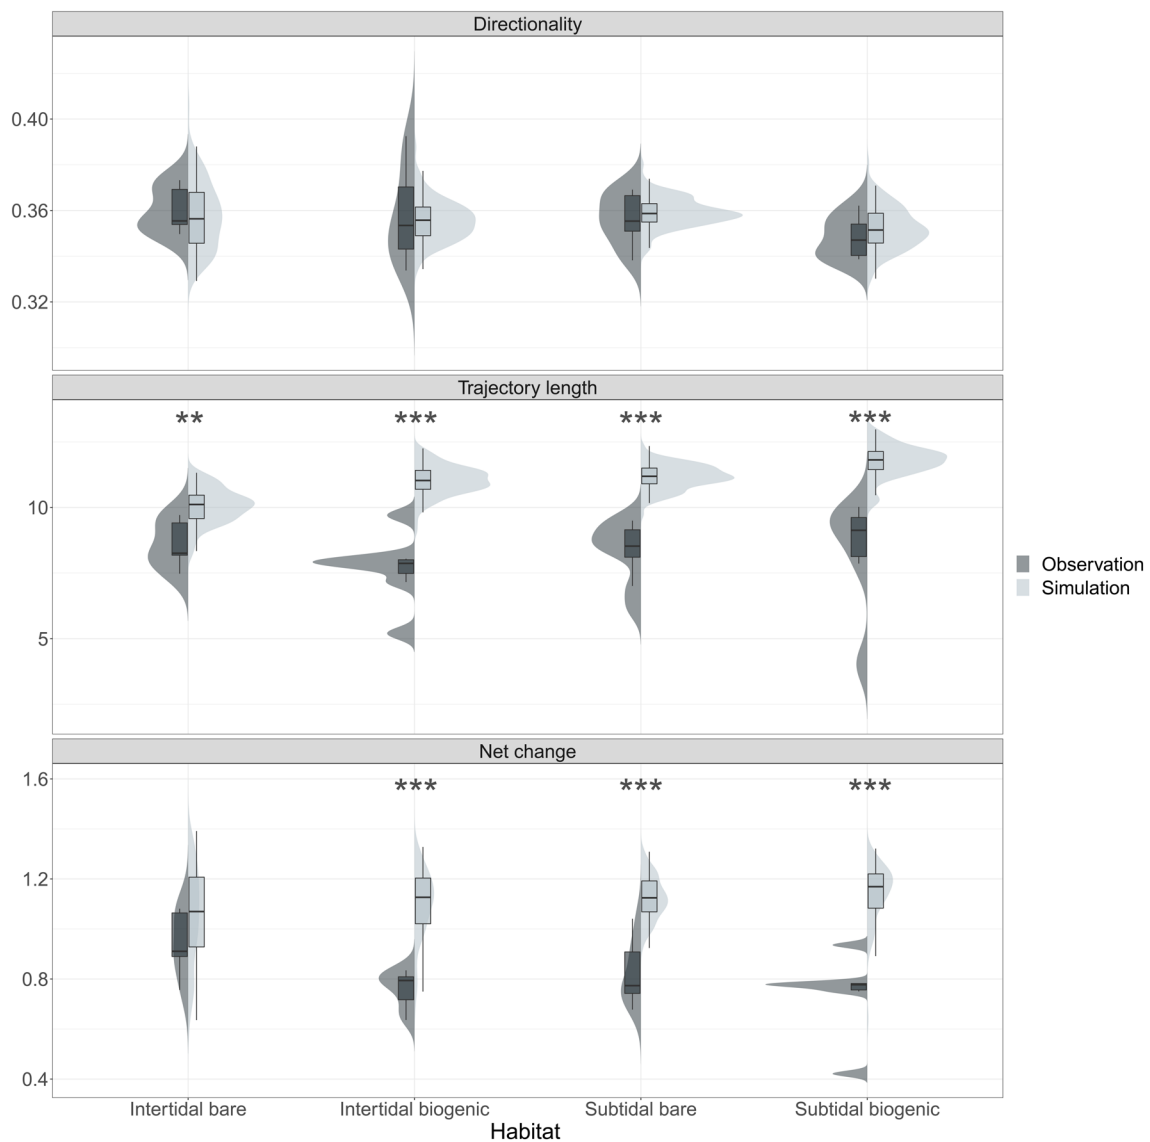 Directionality
0.40
0.36
0.32
Trajectory length
** *** *** ***
10
5
Observation
Simulation
Net change
*** *** ***
1.6
1.2
0.8
0.4
Intertidal bare Intertidal biogenic Subtidal bare Subtidal biogenic
Habitat